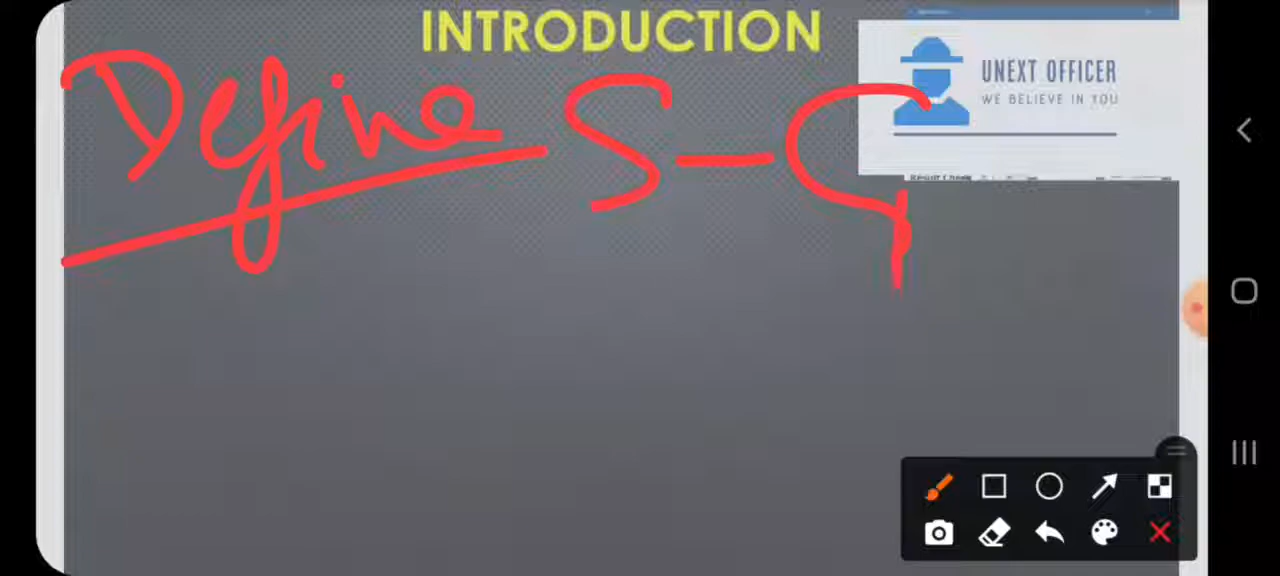 INTRODUCTION
UNEXT OFFICER
WE BELIEVE IN YOU
Define S-G